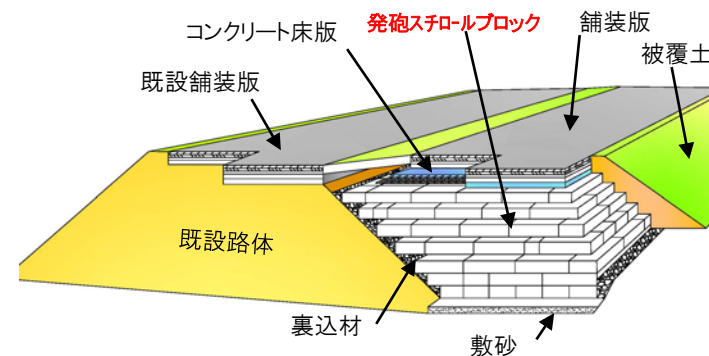 コンクリート床版
発砲スチロールブロック
舗装版
被覆土
既設舗装版
既設路体
裏込材
敷砂